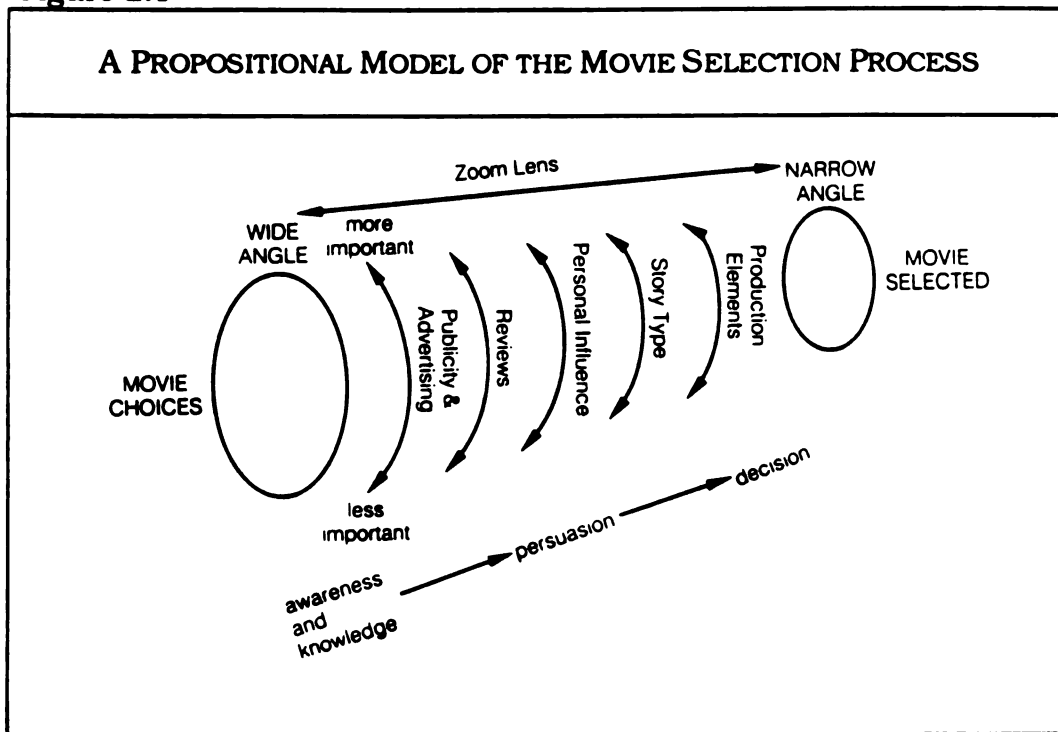 A PROPOSITIONAL MODEL OF THE MOVIE SELECTION PROCESS
Zoom Lens
NARROW
ANGLE
WIDE
ANGLE
more
important
MOVIE
CHOICES
Publicity &
Advertising
Reviews
Personal Influence
Story Type
Production
Elements
MOVIE
SELECTED
less
important
awareness
and
knowledge
persuasion
decision